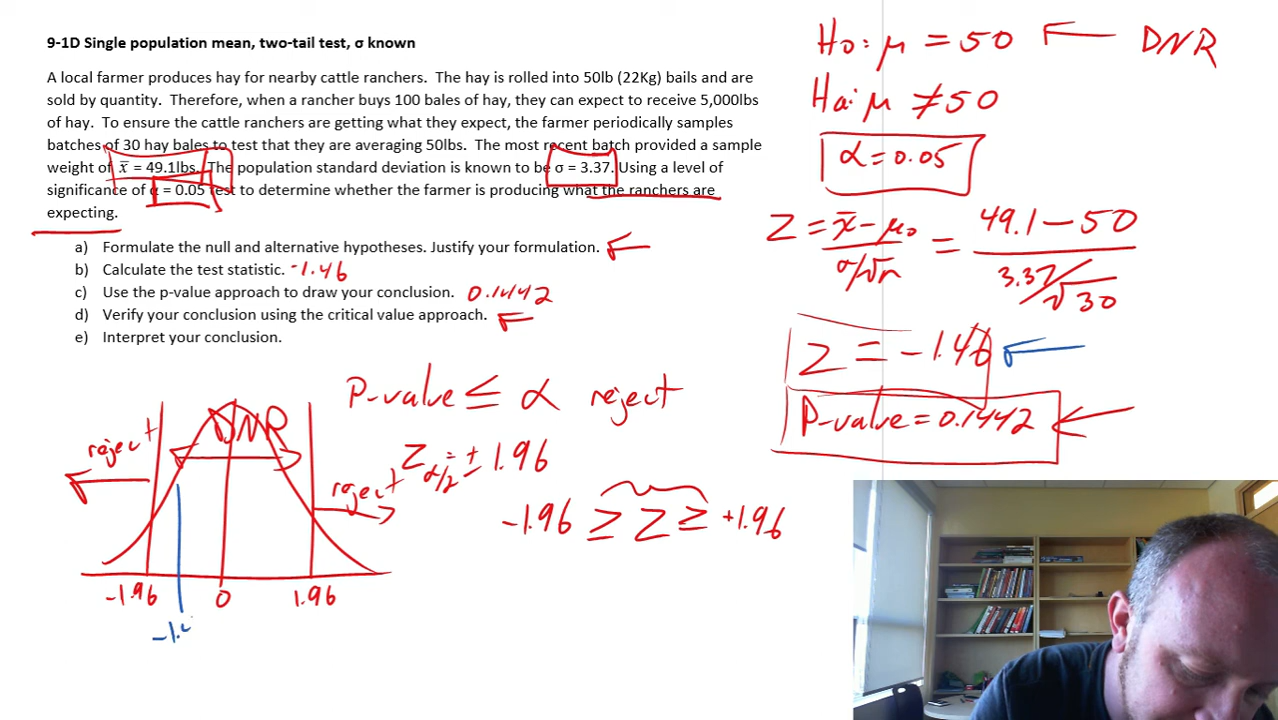 9-1D Single population mean, two-tail test, σ known
A local farmer produces hay for nearby cattle ranchers. The hay is rolled into 50lb (22Kg) bails and are
sold by quantity. Therefore, when a rancher buys 100 bales of hay, they can expect to receive 5,000lbs
of hay. To ensure the cattle ranchers are getting what they expect, the farmer periodically samples
batches of 30 hay bales to test that they are averaging 50lbs. The most recent batch provided a sample
weight of x̄ = 49.1lbs. The population standard deviation is known to be σ = 3.37. Using a level of
significance of α = 0.05 test to determine whether the farmer is producing what the ranchers are
expecting.
a) Formulate the null and alternative hypotheses. Justify your formulation.
b) Calculate the test statistic. -1.46
c) Use the p-value approach to draw your conclusion. 0.1442
d) Verify your conclusion using the critical value approach.
e) Interpret your conclusion.
Ho: μ = 50 ← DNR
Ha: μ ≠ 50
α = 0.05
Z = x̄ - μ₀ / σ/√n = 49.1 - 50 / 3.37/√30
Z = -1.46
P-value = 0.1442
P-value ≤ α reject
Z α/2 = ± 1.96
-1.96 ≥ Z ≥ +1.96
reject
DNR
reject
-1.96 0 1.96